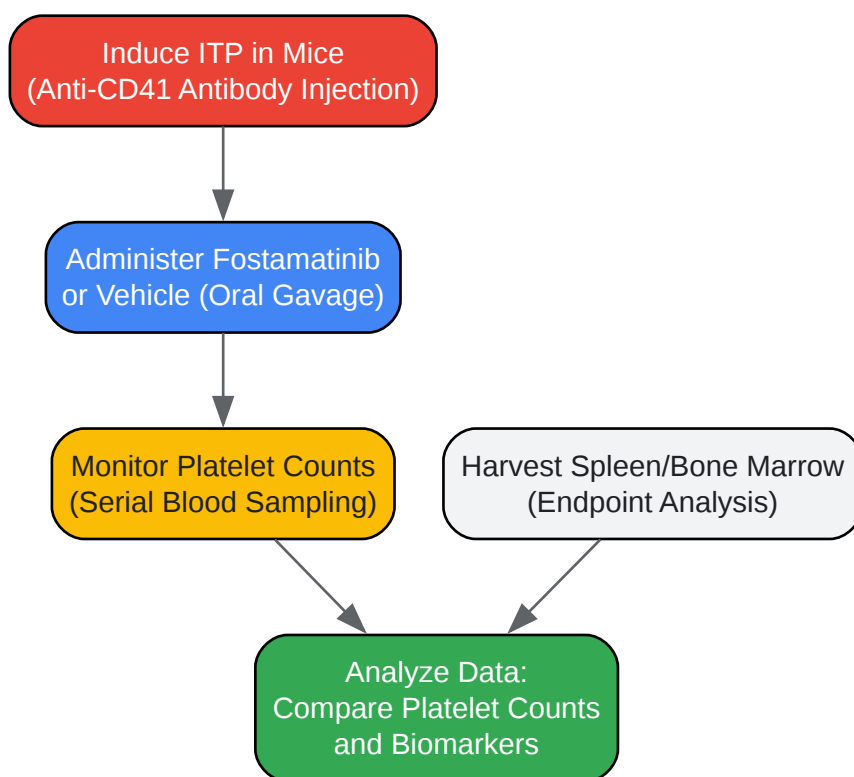 Induce ITP in Mice
(Anti-CD41 Antibody Injection)
Administer Fostamatinib
or Vehicle (Oral Gavage)
Monitor Platelet Counts
(Serial Blood Sampling)
Harvest Spleen/Bone Marrow
(Endpoint Analysis)
Analyze Data:
Compare Platelet Counts
and Biomarkers